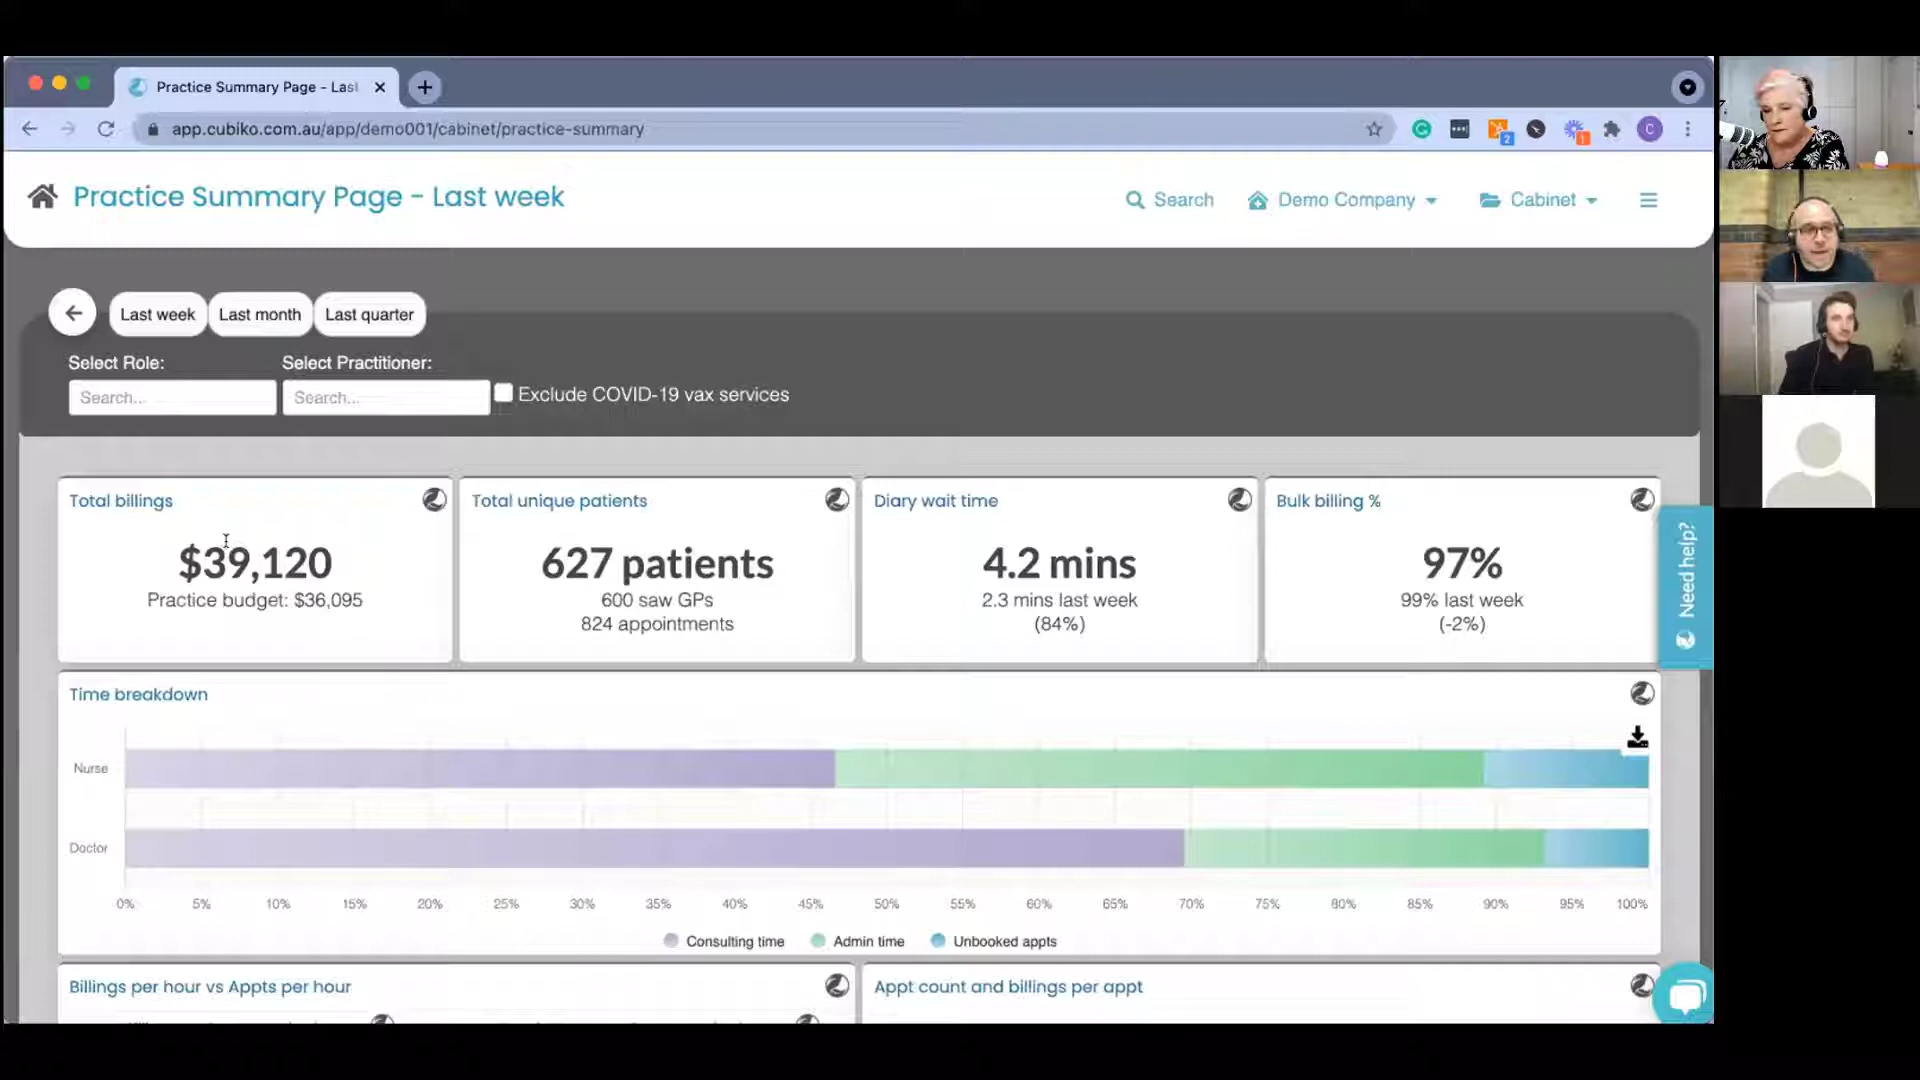 Practice Summary Page - Last
app.cubiko.com.au/app/demo001/cabinet/practice-summary
2
1
C
Practice Summary Page - Last week
Search
Demo Company
Cabinet
Last week
Last month
Last quarter
Select Role:
Select Practitioner:
Search...
Search...
Exclude COVID-19 vax services
Total billings
$39,120
Practice budget: $36,095
Total unique patients
627 patients
600 saw GPs
824 appointments
Diary wait time
4.2 mins
2.3 mins last week
(84%)
Bulk billing %
97%
99% last week
(-2%)
Need help?
Time breakdown
Nurse
Doctor
0% 5% 10% 15% 20% 25% 30% 35% 40% 45% 50% 55% 60% 65% 70% 75% 80% 85% 90% 95% 100%
Consulting time Admin time Unbooked appts
Billings per hour vs Appts per hour
Appt count and billings per appt